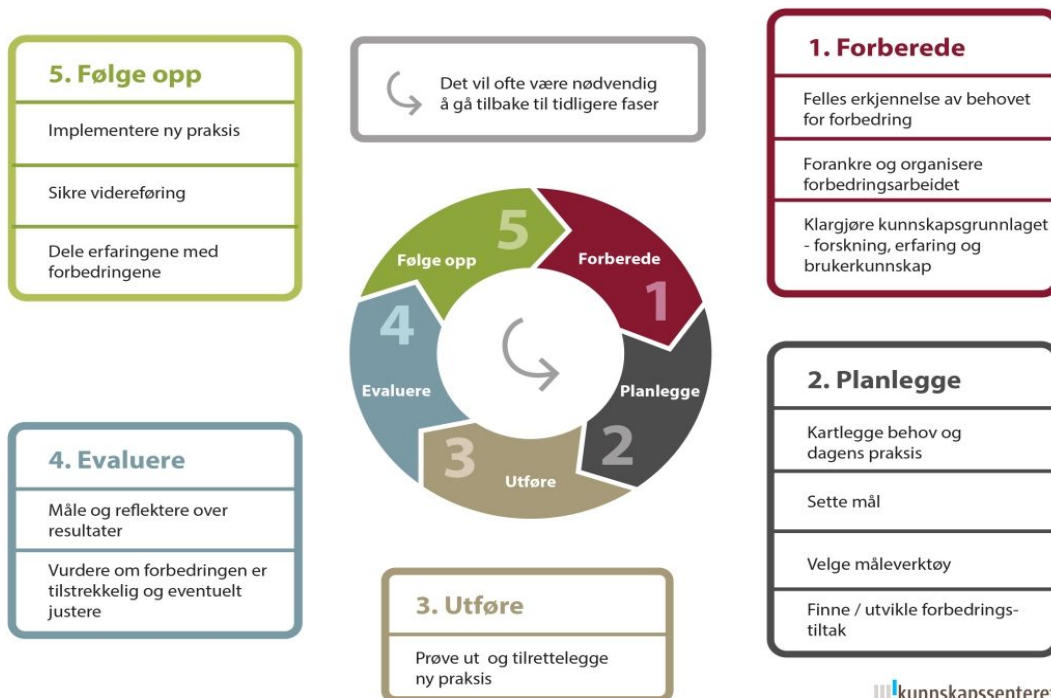 Det vil ofte være nødvendig
å gå tilbake til tidligere faser
1. Forberede
Felles erkjennelse av behovet
for forbedring
Forankre og organisere
forbedringsarbeidet
Klargjøre kunnskapsgrunnlaget
- forskning, erfaring og
brukerkunnskap
2. Planlegge
Kartlegge behov og
dagens praksis
Sette mål
Velge måleverktøy
Finne / utvikle forbedrings-
tiltak
3. Utføre
Prøve ut og tilrettelegge
ny praksis
4. Evaluere
Måle og reflektere over
resultater
Vurdere om forbedringen er
tilstrekkelig og eventuelt
justere
5. Følge opp
Implementere ny praksis
Sikre videreføring
Dele erfaringene med
forbedringene
Forberede
1
Planlegge
2
3
Utføre
4
Evaluere
5
Følge opp
kunnskapssenteret